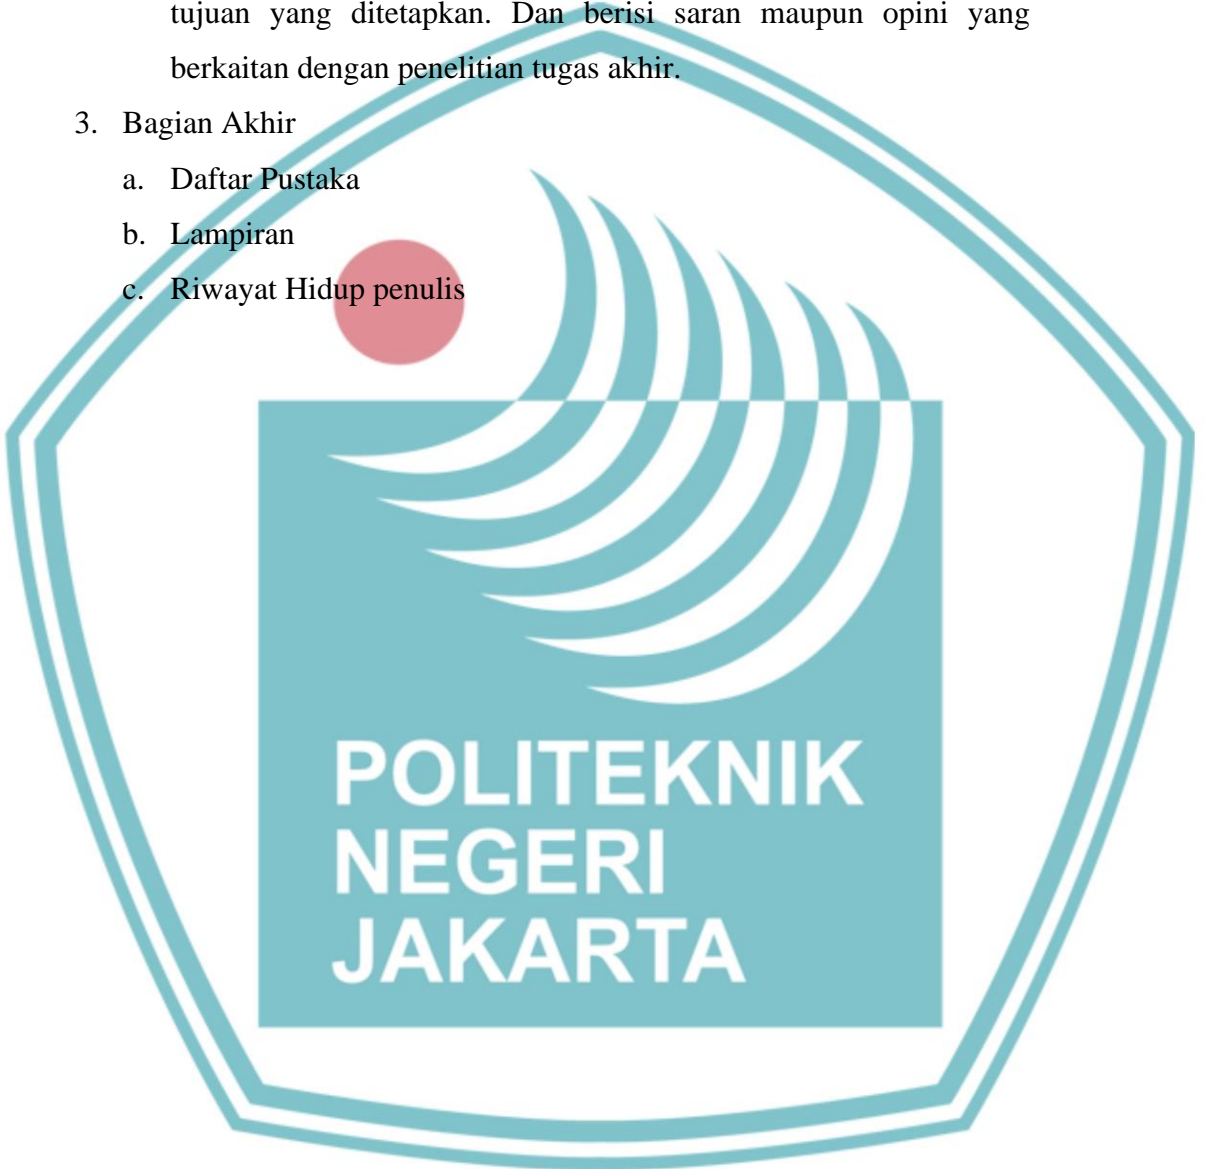 tujuan yang ditetapkan. Dan berisi saran maupun opini yang
berkaitan dengan penelitian tugas akhir.
3. Bagian Akhir
a. Daftar Pustaka
b. Lampiran
c. Riwayat Hidup penulis
POLITEKNIK
NEGERI
JAKARTA